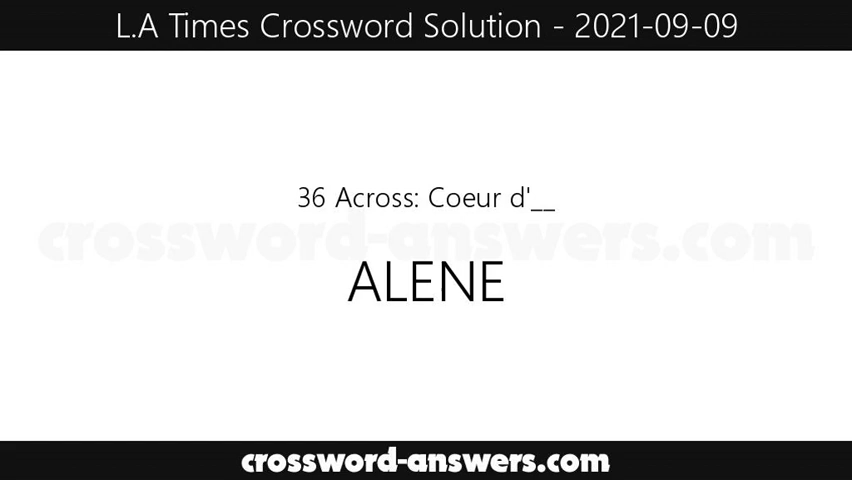 L.A Times Crossword Solution - 2021-09-09
36 Across: Coeur d'__
crossword-answers.com
ALENE
crossword-answers.com